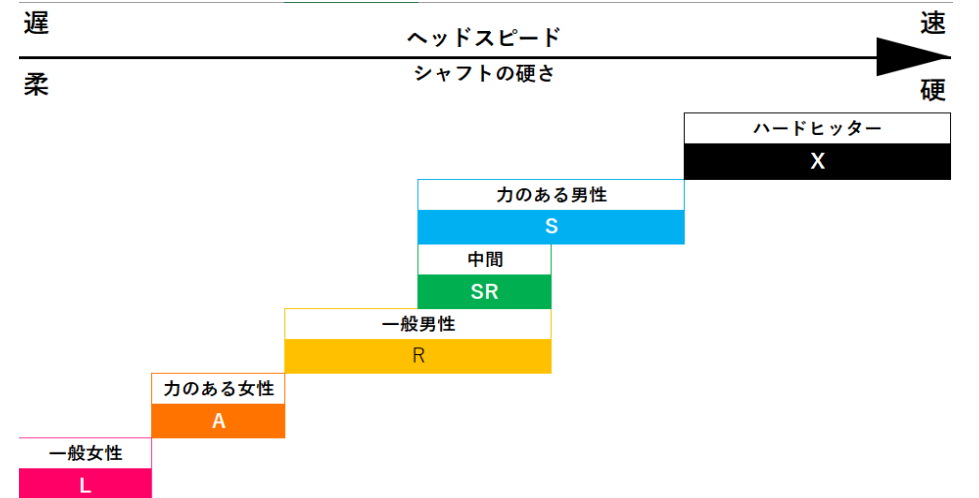 遅
速
ヘッドスピード
シャフトの硬さ
柔
硬
ハードヒッター
X
力のある男性
S
中間
SR
一般男性
R
力のある女性
A
一般女性
L